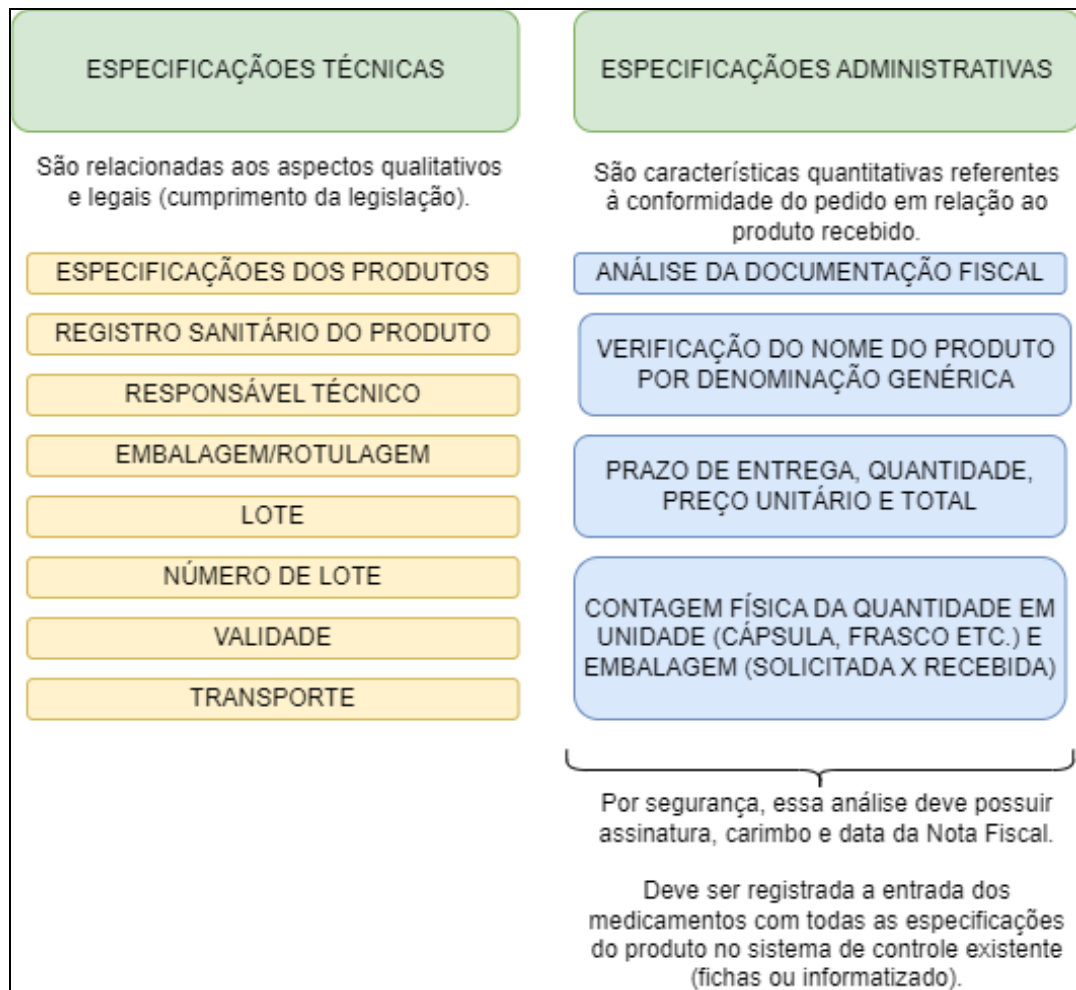 ESPECIFICAÇÃOES TÉCNICAS
São relacionadas aos aspectos qualitativos
e legais (cumprimento da legislação).
ESPECIFICAÇÃOES DOS PRODUTOS
REGISTRO SANITÁRIO DO PRODUTO
RESPONSÁVEL TÉCNICO
EMBALAGEM/ROTULAGEM
LOTE
NÚMERO DE LOTE
VALIDADE
TRANSPORTE
ESPECIFICAÇÃOES ADMINISTRATIVAS
São características quantitativas referentes
à conformidade do pedido em relação ao
produto recebido.
ANÁLISE DA DOCUMENTAÇÃO FISCAL
VERIFICAÇÃO DO NOME DO PRODUTO
POR DENOMINAÇÃO GENÉRICA
PRAZO DE ENTREGA, QUANTIDADE,
PREÇO UNITÁRIO E TOTAL
CONTAGEM FÍSICA DA QUANTIDADE EM
UNIDADE (CÁPSULA, FRASCO ETC.) E
EMBALAGEM (SOLICITADA X RECEBIDA)
Por segurança, essa análise deve possuir
assinatura, carimbo e data da Nota Fiscal.
Deve ser registrada a entrada dos
medicamentos com todas as especificações
do produto no sistema de controle existente
(fichas ou informatizado).